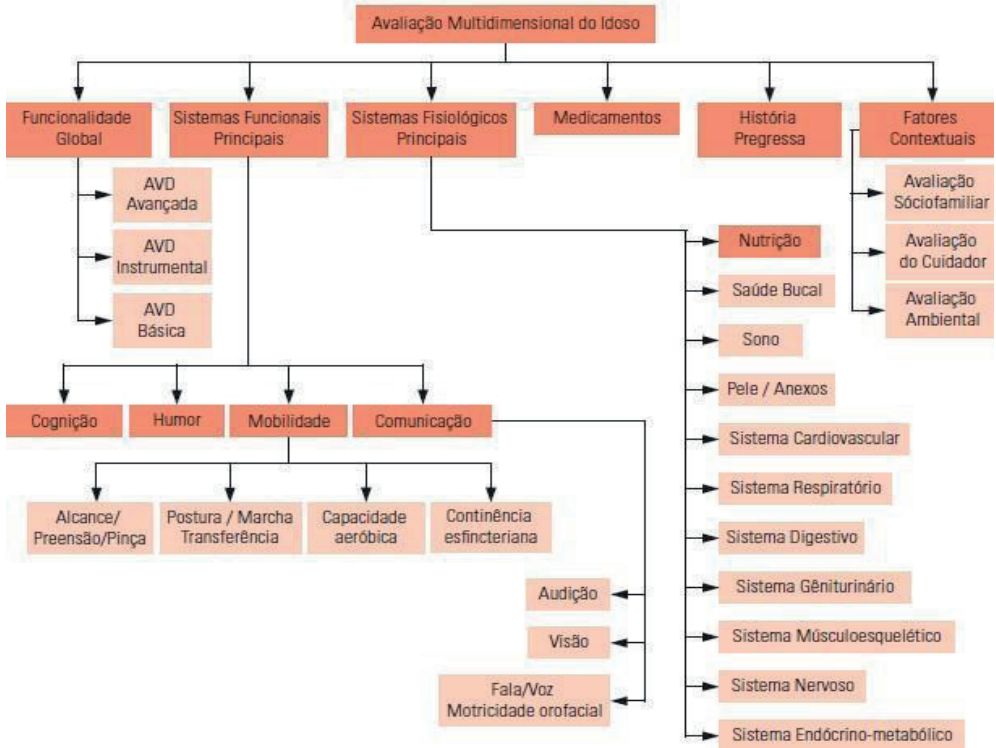 Avaliação Multidimensional do Idoso
Funcionalidade
Global
Sistemas Funcionais
Principais
Sistemas Fisiológicos
Principais
Medicamentos
História
Pregressa
Fatores
Contextuais
AVD
Avançada
AVD
Instrumental
AVD
Básica
Cognição
Humor
Mobilidade
Comunicação
Alcance/
Preensão/Pinça
Postura / Marcha
Transferência
Capacidade
aeróbica
Continência
esfincteriana
Audição
Visão
Fala/Voz
Motricidade orofacial
Nutrição
Saúde Bucal
Sono
Pele / Anexos
Sistema Cardiovascular
Sistema Respiratório
Sistema Digestivo
Sistema Gêniturinário
Sistema Músculoesquelético
Sistema Nervoso
Sistema Endócrino-metabólico
Avaliação
Sóciofamiliar
Avaliação
do Cuidador
Avaliação
Ambiental